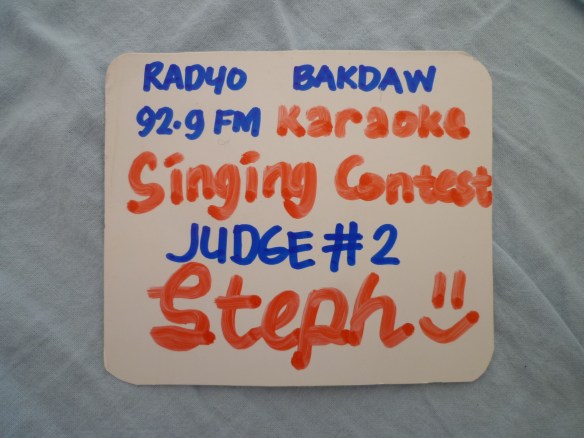 RADYO BAKDAW
92.9 FM Karaoke
Singing Contest
JUDGE #2
Steph